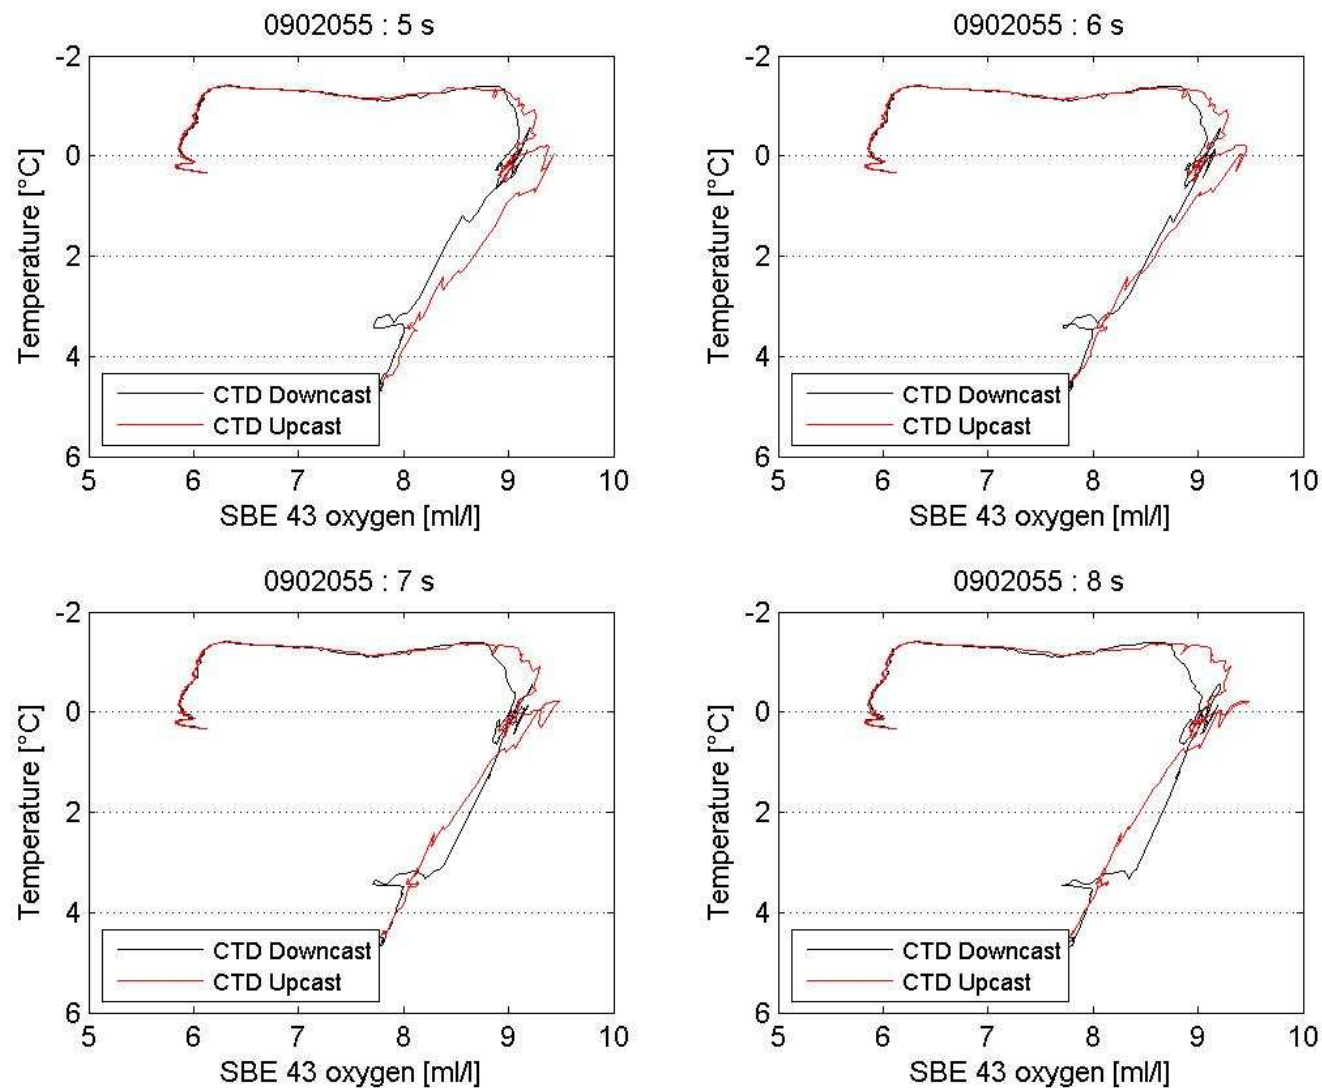 0902055 : 5 s
-2
0
2
4
6
Temperature [°C]
CTD Downcast
CTD Upcast
5 6 7 8 9 10
SBE 43 oxygen [ml/l]
0902055 : 6 s
-2
0
2
4
6
Temperature [°C]
CTD Downcast
CTD Upcast
5 6 7 8 9 10
SBE 43 oxygen [ml/l]
0902055 : 7 s
-2
0
2
4
6
Temperature [°C]
CTD Downcast
CTD Upcast
5 6 7 8 9 10
SBE 43 oxygen [ml/l]
0902055 : 8 s
-2
0
2
4
6
Temperature [°C]
CTD Downcast
CTD Upcast
5 6 7 8 9 10
SBE 43 oxygen [ml/l]